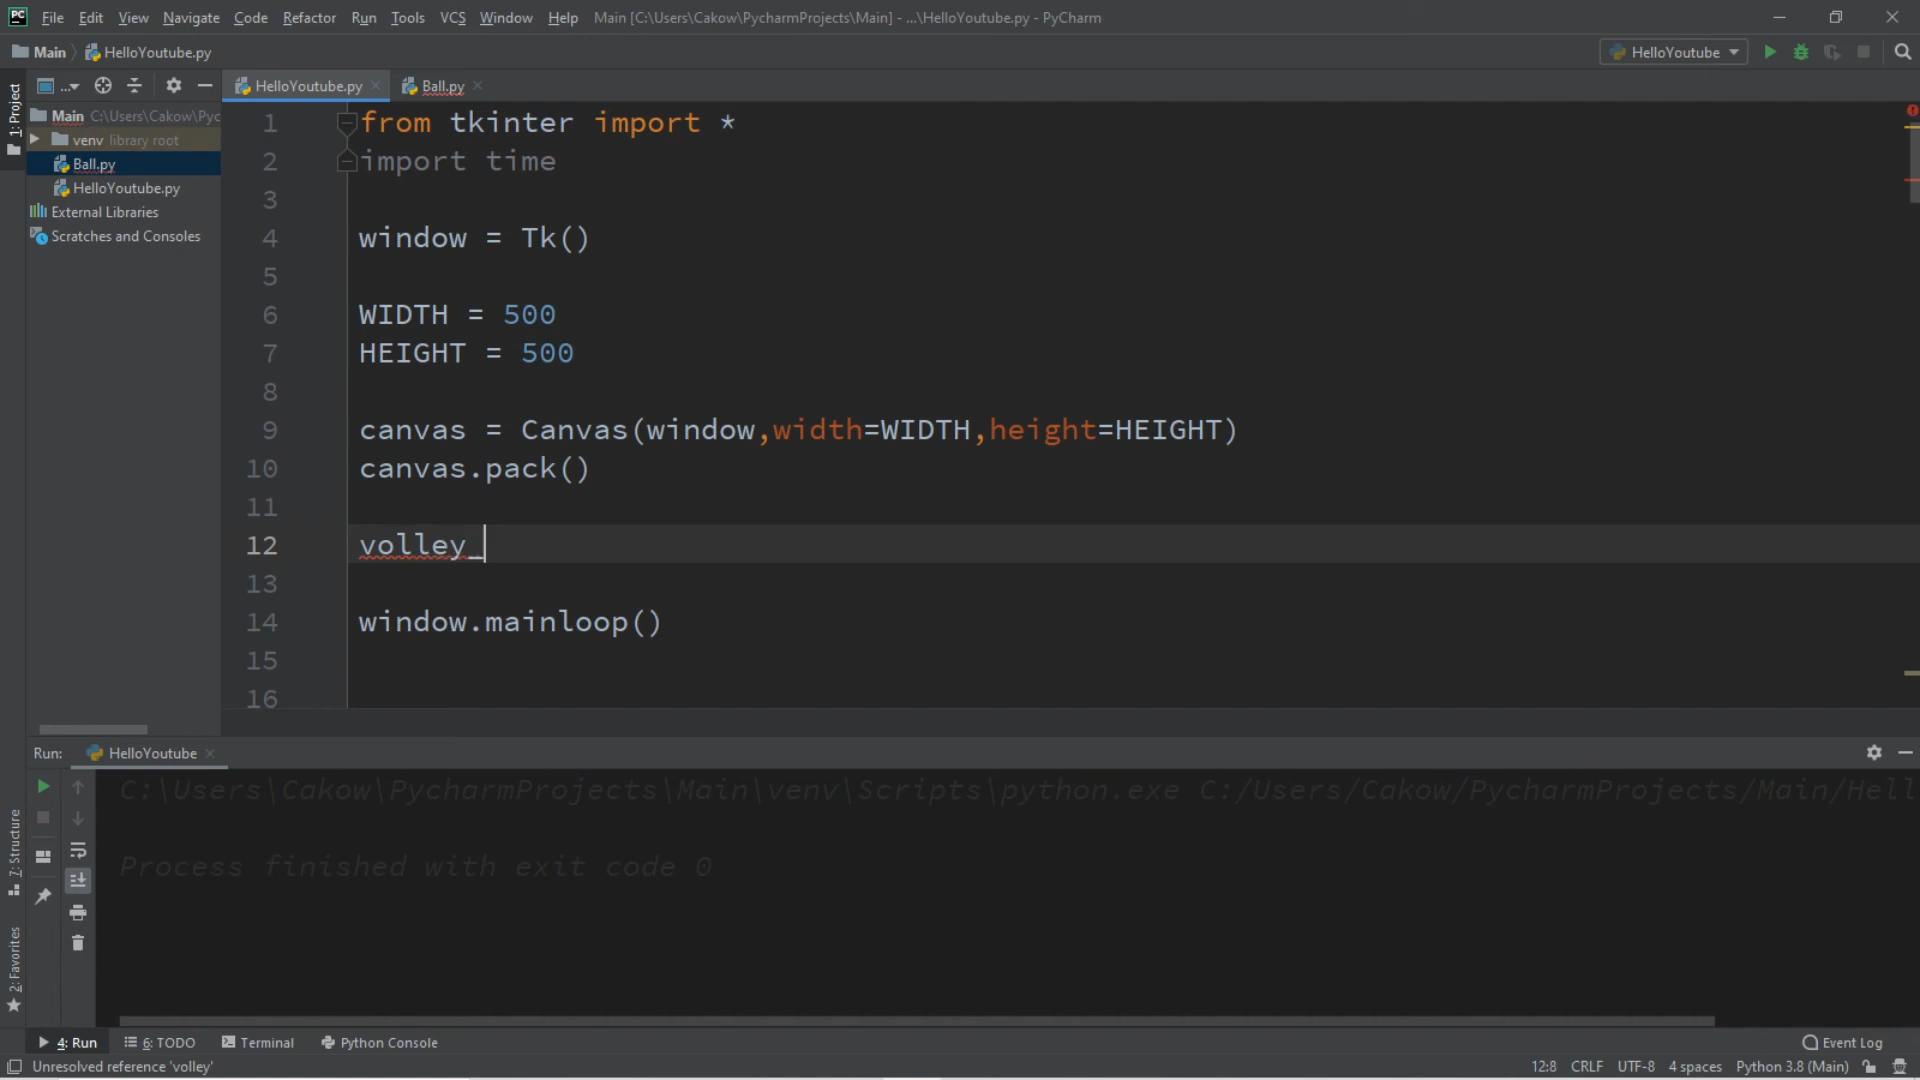 PC File Edit View Navigate Code Refactor Run Tools VCS Window Help Main [C:\Users\Cakow\PycharmProjects\Main] - ...\HelloYoutube.py - PyCharm
Main HelloYoutube.py HelloYoutube
... HelloYoutube.py Ball.py
1: Project
Main C:\Users\Cakow\Pyc
venv library root
Ball.py
HelloYoutube.py
External Libraries
Scratches and Consoles
1 from tkinter import *
2 import time
3
4 window = Tk()
5
6 WIDTH = 500
7 HEIGHT = 500
8
9 canvas = Canvas(window,width=WIDTH,height=HEIGHT)
10 canvas.pack()
11
12 volley_
13
14 window.mainloop()
15
16
Run: HelloYoutube
C:\Users\Cakow\PycharmProjects\Main\venv\Scripts\python.exe C:/Users/Cakow/PycharmProjects/Main/Hell
Process finished with exit code 0
7: Structure
2: Favorites
4: Run 6: TODO Terminal Python Console Event Log
Unresolved reference 'volley' 12:8 CRLF UTF-8 4 spaces Python 3.8 (Main)